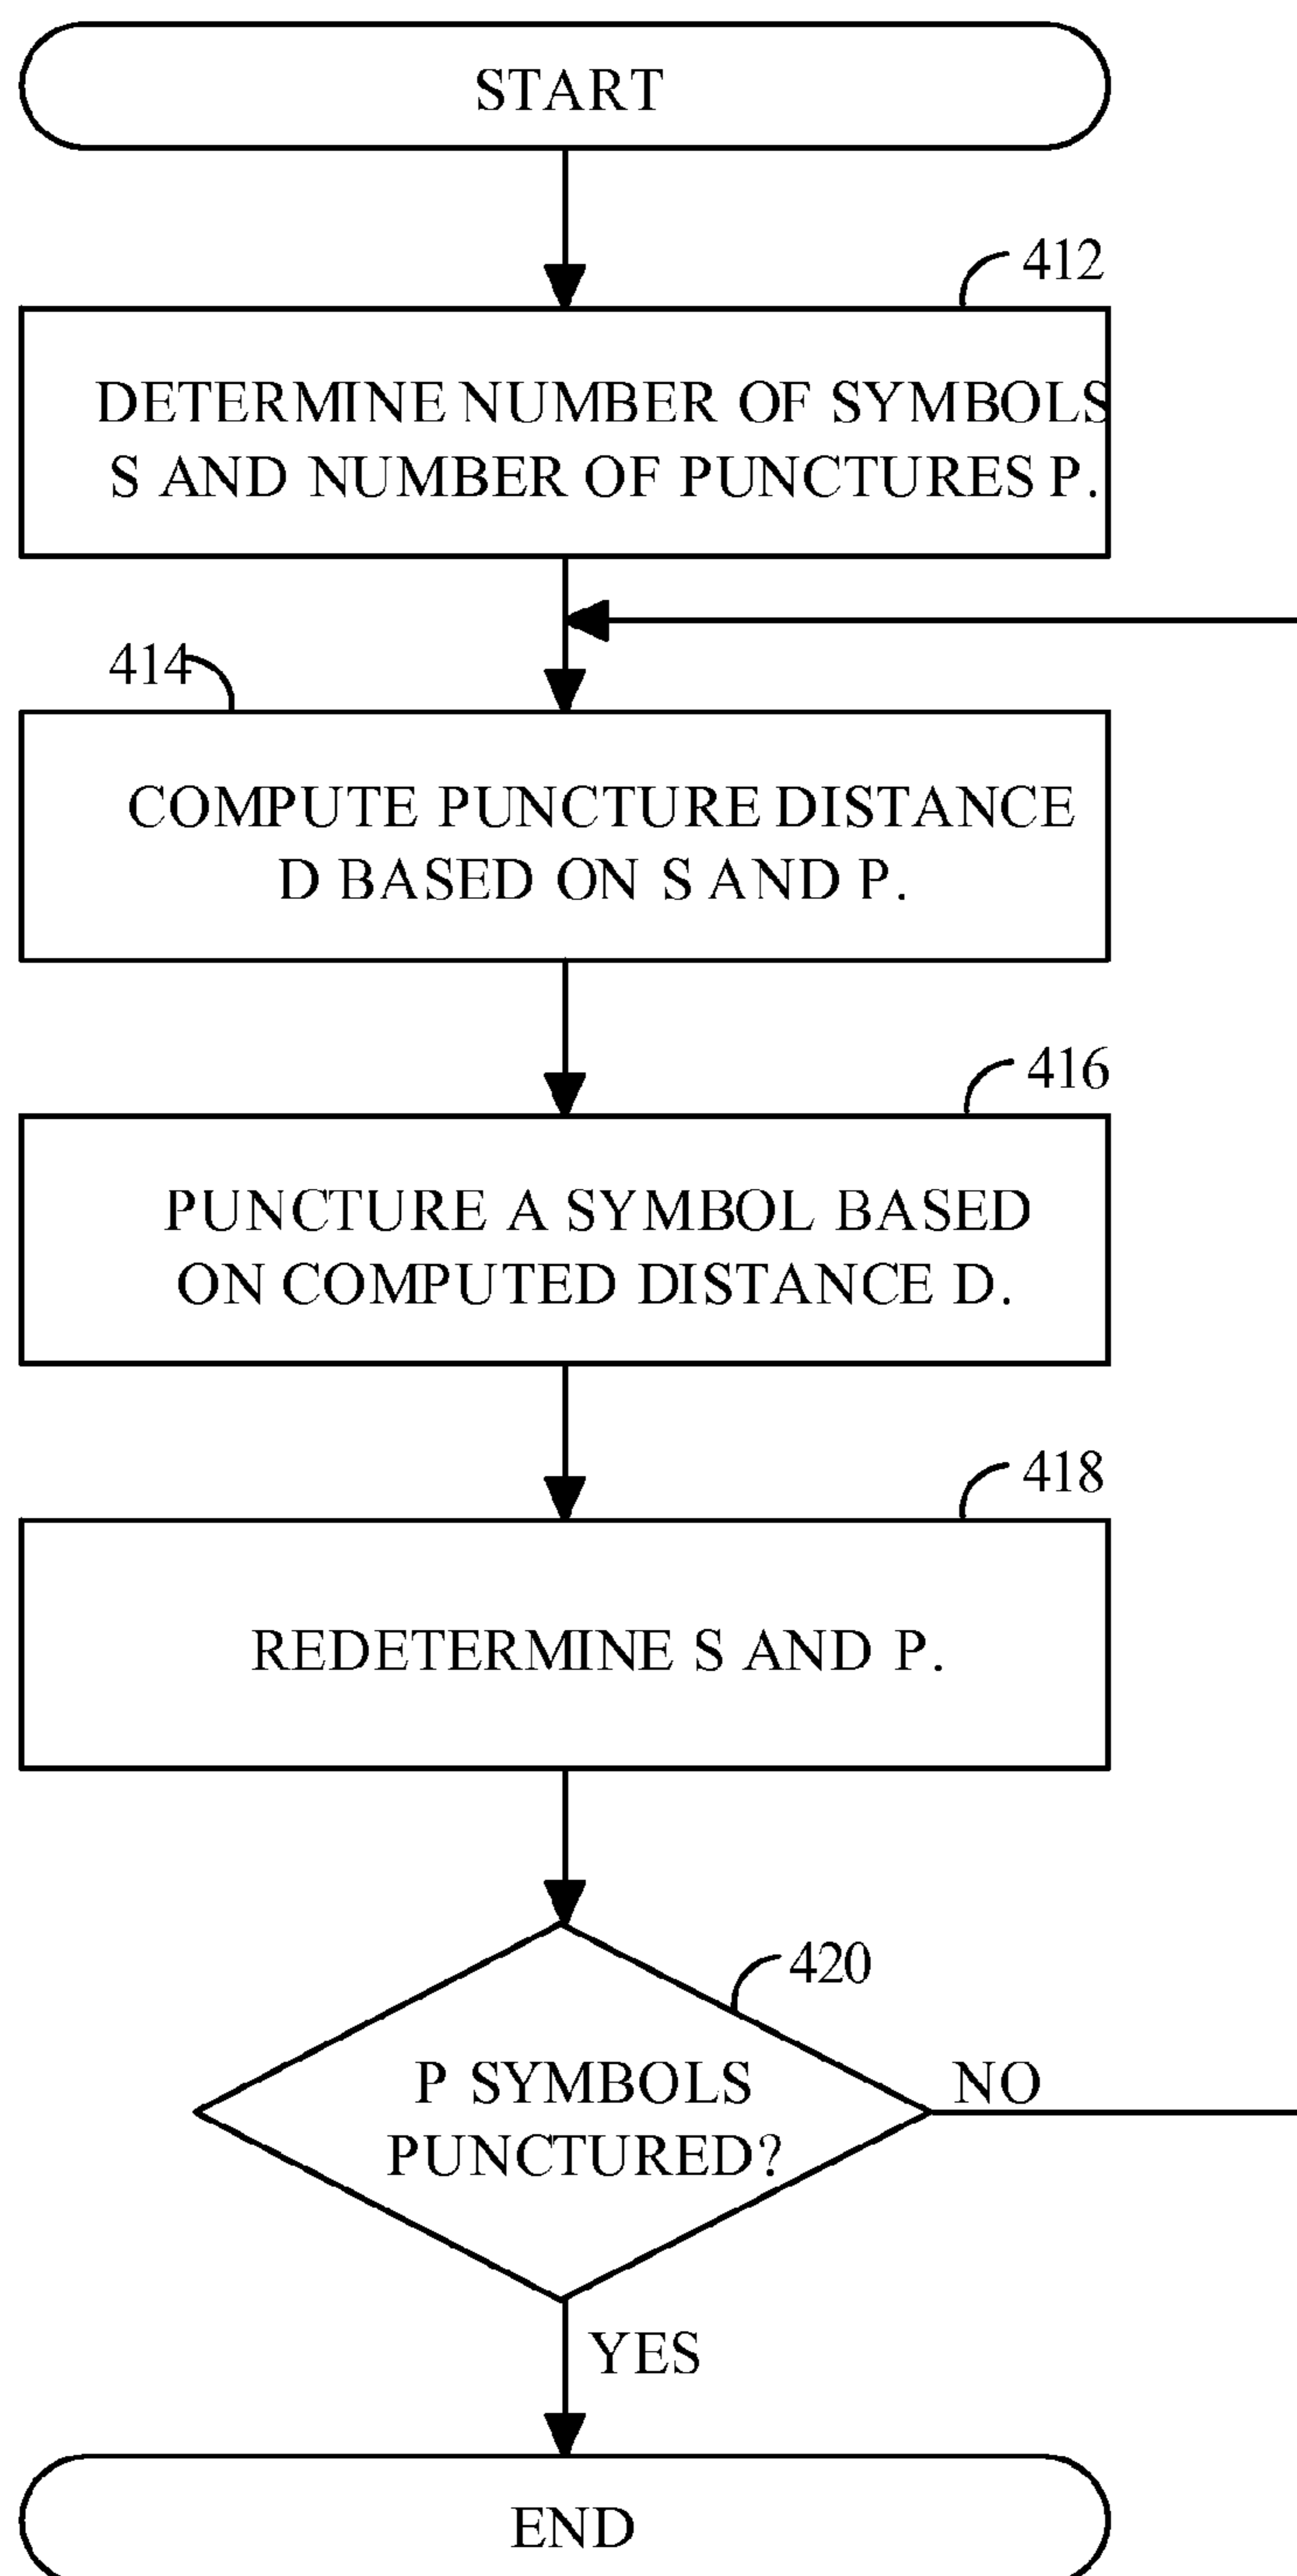 START
412
DETERMINE NUMBER OF SYMBOLS
S AND NUMBER OF PUNCTURES P.
414
COMPUTE PUNCTURE DISTANCE
D BASED ON S AND P.
416
PUNCTURE A SYMBOL BASED
ON COMPUTED DISTANCE D.
418
REDETERMINE S AND P.
420
P SYMBOLS
PUNCTURED?
NO
YES
END